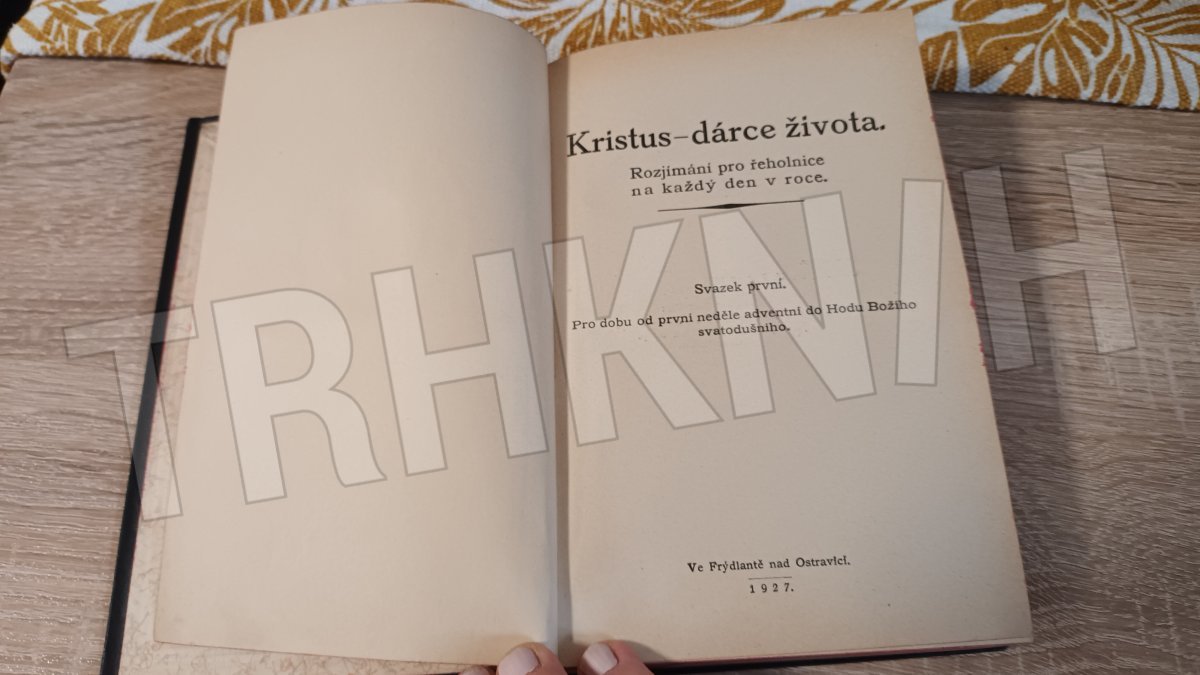 Kristus–dárce života.
Rozjímání pro řeholnice
na každý den v roce.
Svazek první.
Pro dobu od první neděle adventní do Hodu Božího
svatodušního.
Ve Frýdlantě nad Ostravicí.
1927.
TRHKNIH